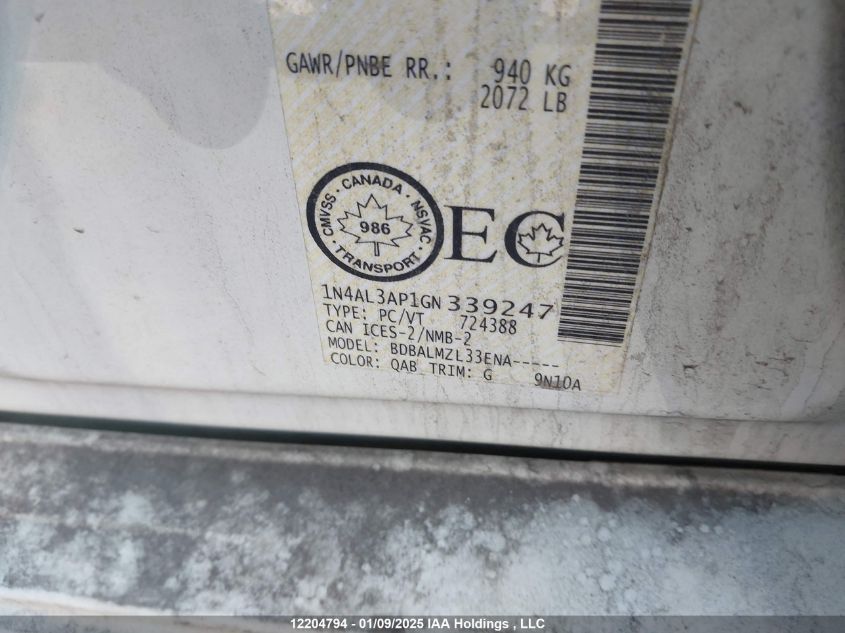 GAWR/PNBE RR.: 940 KG
2072 LB
CMVSS · CANADA · NSVAC · TRANSPORT ·
986
EC
1N4AL3AP1GN339247
TYPE: PC/VT 724388
CAN ICES-2/NMB-2
MODEL: BDBALMZL33ENA-----
COLOR: QAB TRIM: G 9N10A
12204794 - 01/09/2025 IAA Holdings , LLC